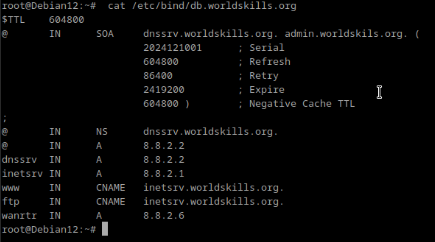 root@Debian12:~#  cat /etc/bind/db.worldskills.org
$TTL    604800
@       IN      SOA     dnssrv.worldskills.org. admin.worldskils.org. (
                        2024121001      ; Serial
                        604800          ; Refresh
                        86400           ; Retry
                        2419200         ; Expire
                        604800 )        ; Negative Cache TTL
;
@       IN      NS      dnssrv.worldskills.org.
@       IN      A       8.8.2.2
dnssrv  IN      A       8.8.2.2
inetsrv IN      A       8.8.2.1
www     IN      CNAME   inetsrv.worldskills.org.
ftp     IN      CNAME   inetsrv.worldskills.org.
wanrtr  IN      A       8.8.2.6
root@Debian12:~#